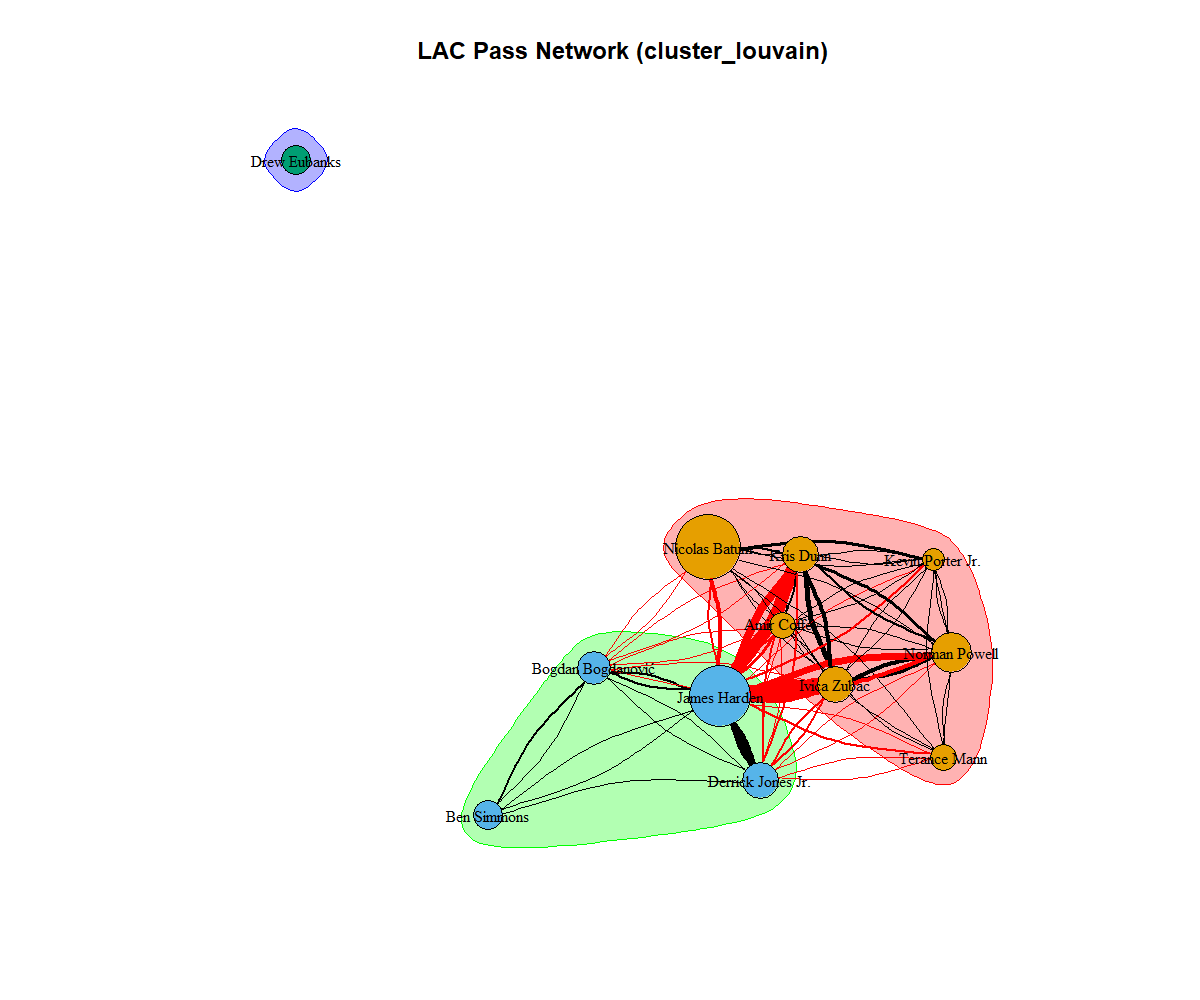 LAC Pass Network (cluster_louvain)
Drew Eubanks
Nicolas Batum
Kris Dunn
Kevin Porter Jr.
Amir Coffey
Norman Powell
Bogdan Bogdanović
Ivica Zubac
James Harden
Terance Mann
Derrick Jones Jr.
Ben Simmons